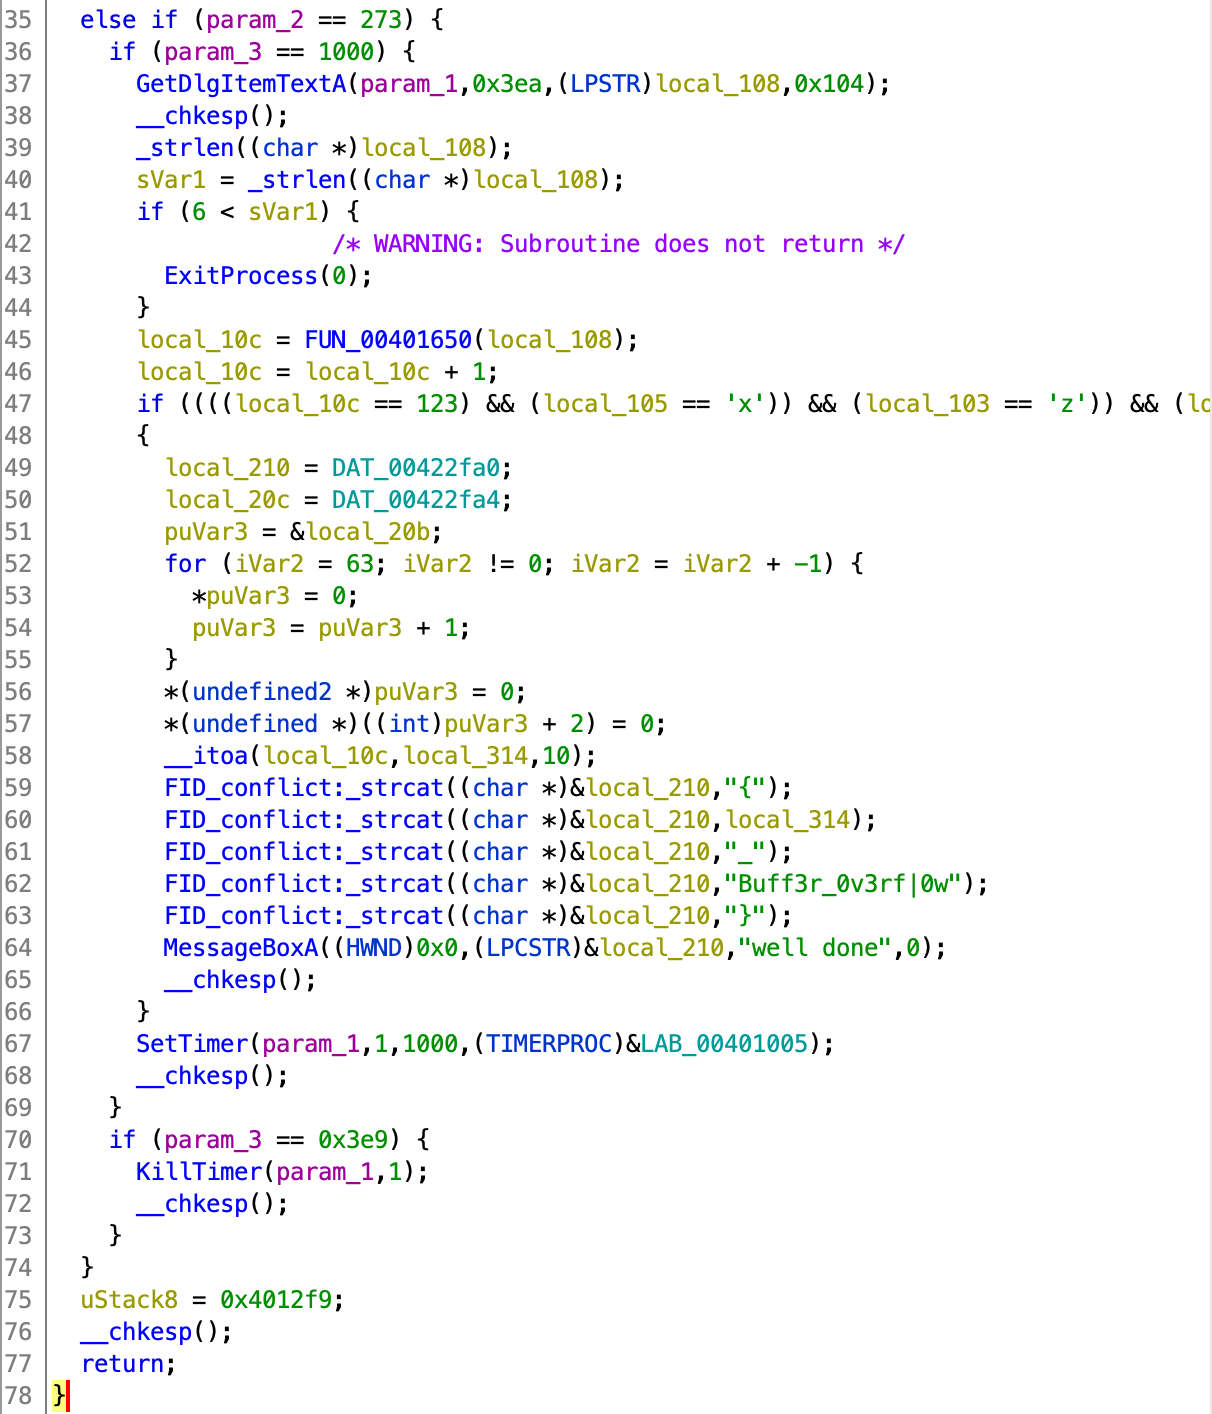 35 else if (param_2 == 273) {
36 if (param_3 == 1000) {
37 GetDlgItemTextA(param_1,0x3ea,(LPSTR)local_108,0x104);
38 __chkesp();
39 _strlen((char *)local_108);
40 sVar1 = _strlen((char *)local_108);
41 if (6 < sVar1) {
42 /* WARNING: Subroutine does not return */
43 ExitProcess(0);
44 }
45 local_10c = FUN_00401650(local_108);
46 local_10c = local_10c + 1;
47 if ((((local_10c == 123) && (local_105 == 'x')) && (local_103 == 'z')) && (lo
48 {
49 local_210 = DAT_00422fa0;
50 local_20c = DAT_00422fa4;
51 puVar3 = &local_20b;
52 for (iVar2 = 63; iVar2 != 0; iVar2 = iVar2 + -1) {
53 *puVar3 = 0;
54 puVar3 = puVar3 + 1;
55 }
56 *(undefined2 *)puVar3 = 0;
57 *(undefined *)((int)puVar3 + 2) = 0;
58 __itoa(local_10c,local_314,10);
59 FID_conflict:_strcat((char *)&local_210,"{");
60 FID_conflict:_strcat((char *)&local_210,local_314);
61 FID_conflict:_strcat((char *)&local_210,"_");
62 FID_conflict:_strcat((char *)&local_210,"Buff3r_0v3rf|0w");
63 FID_conflict:_strcat((char *)&local_210,"}");
64 MessageBoxA((HWND)0x0,(LPCSTR)&local_210,"well done",0);
65 __chkesp();
66 }
67 SetTimer(param_1,1,1000,(TIMERPROC)&LAB_00401005);
68 __chkesp();
69 }
70 if (param_3 == 0x3e9) {
71 KillTimer(param_1,1);
72 __chkesp();
73 }
74 }
75 uStack8 = 0x4012f9;
76 __chkesp();
77 return;
78 }